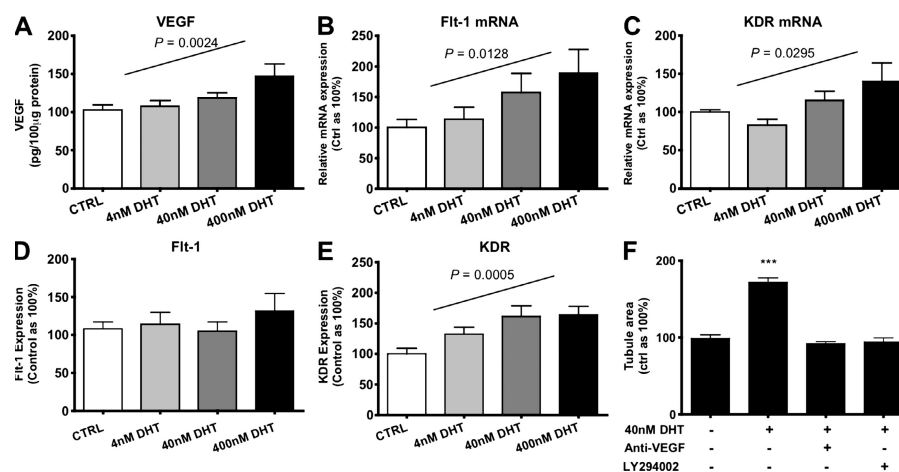 A
VEGF
P = 0.0024
VEGF
(pg/100µg protein)
200
150
100
50
0
CTRL
4nM DHT
40nM DHT
400nM DHT
B
Flt-1 mRNA
P = 0.0128
Relative mRNA expression
(Ctrl as 100%)
250
200
150
100
50
0
CTRL
4nM DHT
40nM DHT
400nM DHT
C
KDR mRNA
P = 0.0295
Relative mRNA expression
(Ctrl as 100%)
200
150
100
50
0
CTRL
4nM DHT
40nM DHT
400nM DHT
D
Flt-1
Flt-1 Expression
(Control as 100%)
200
150
100
50
0
CTRL
4nM DHT
40nM DHT
400nM DHT
E
KDR
P = 0.0005
KDR Expression
(Control as 100%)
250
200
150
100
50
0
CTRL
4nM DHT
40nM DHT
400nM DHT
F
***
Tubule area
(ctrl as 100%)
200
100
0
40nM DHT - + + +
Anti-VEGF +
LY294002 +